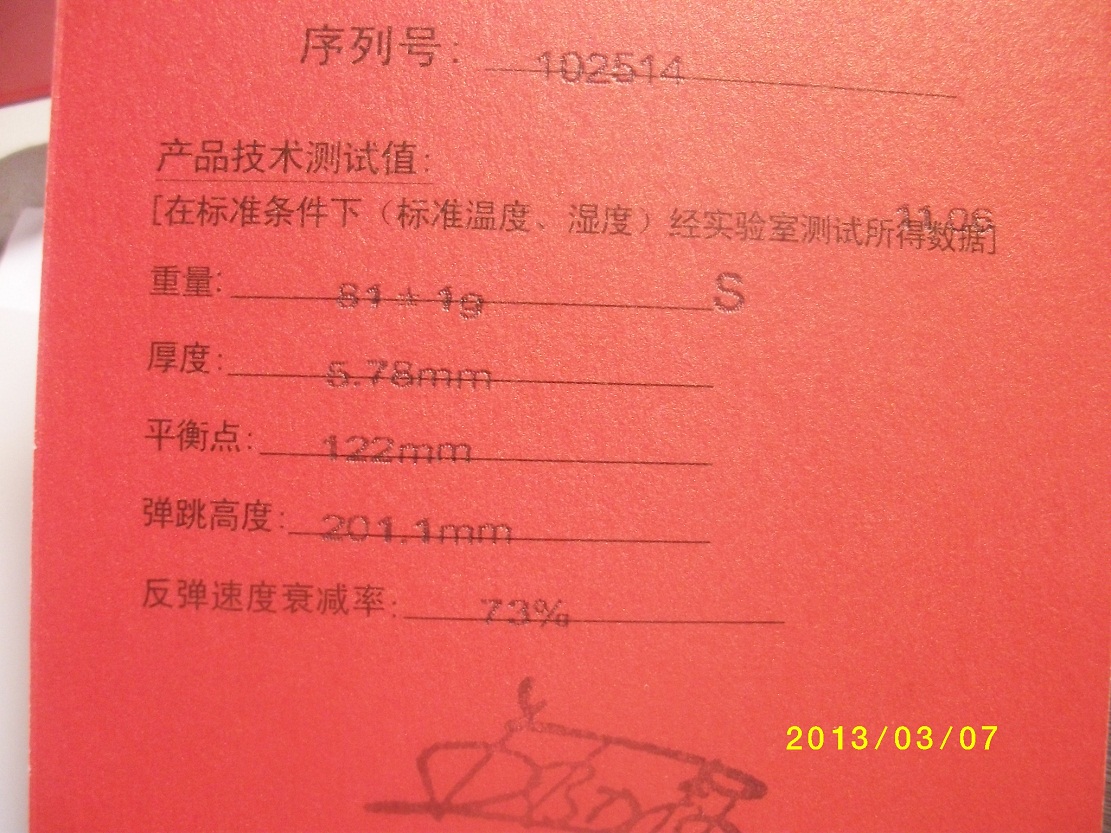 序列号: 102514
产品技术测试值:
11.06
[在标准条件下（标准温度、湿度）经实验室测试所得数据]
重量: 81±1g S
厚度: 5.78mm
平衡点: 122mm
弹跳高度: 201.1mm
反弹速度衰减率: 73%
2013/03/07